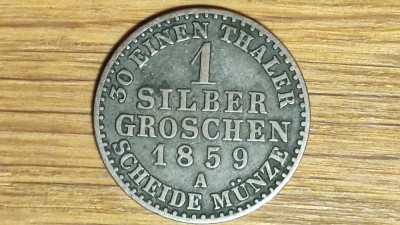 30 EINEN THALER
1
SILBER
GROSCHEN
1859
A
SCHEIDE MÜNZE